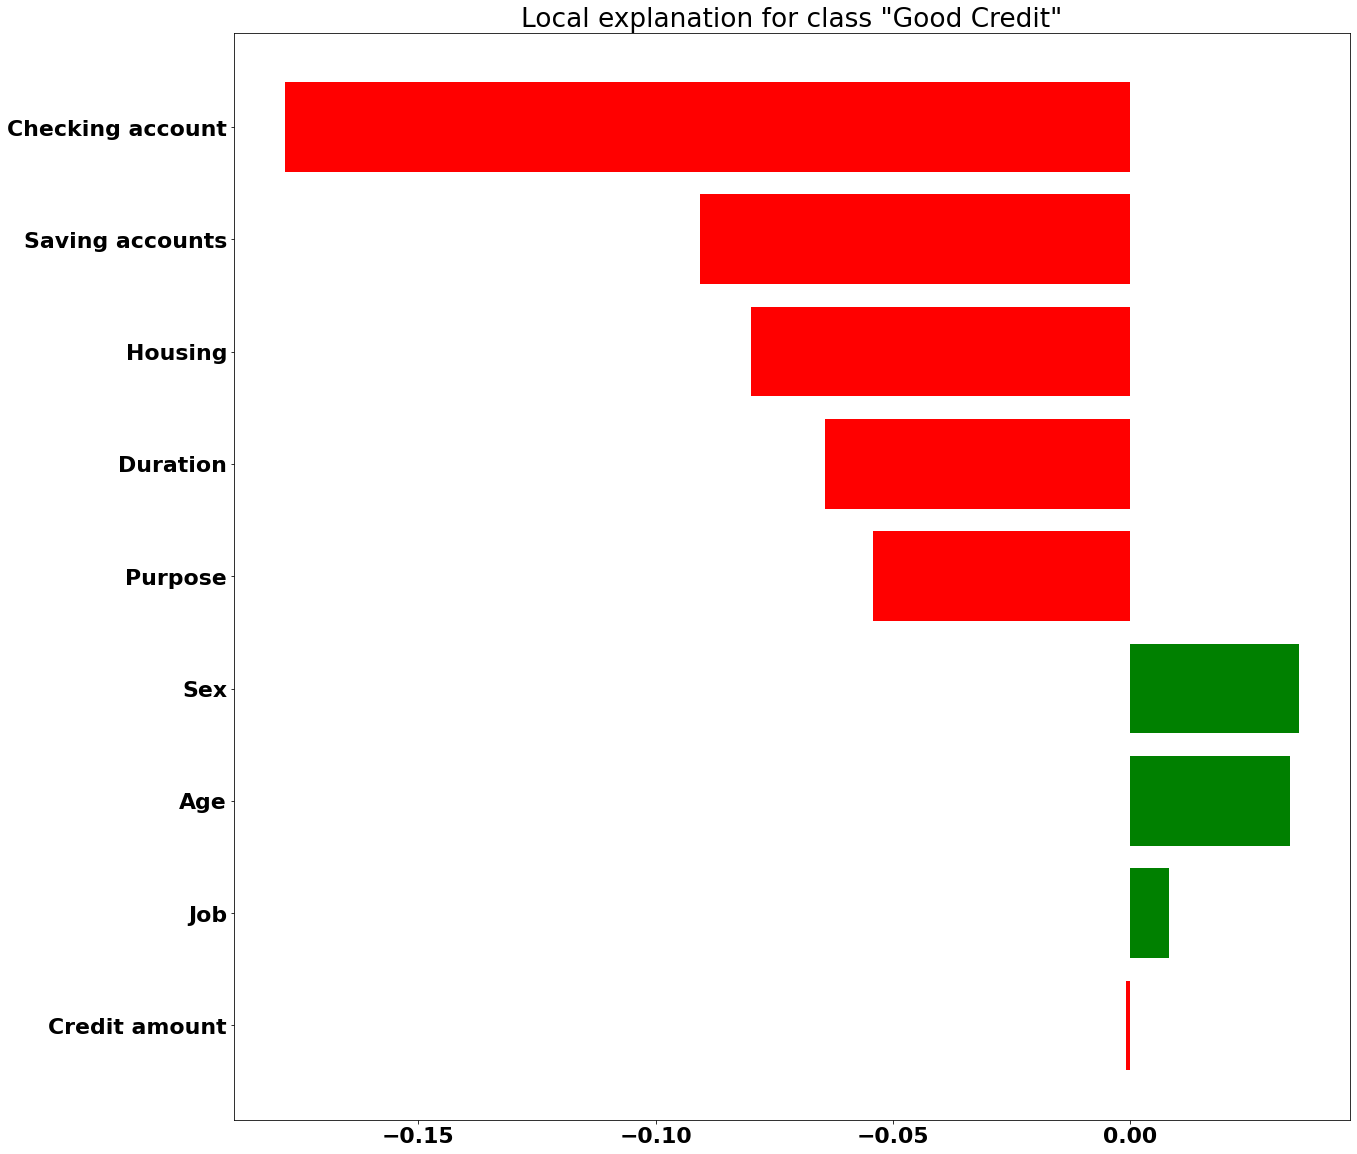 Local explanation for class "Good Credit"
Checking account
Saving accounts
Housing
Duration
Purpose
Sex
Age
Job
Credit amount
−0.15 −0.10 −0.05 0.00